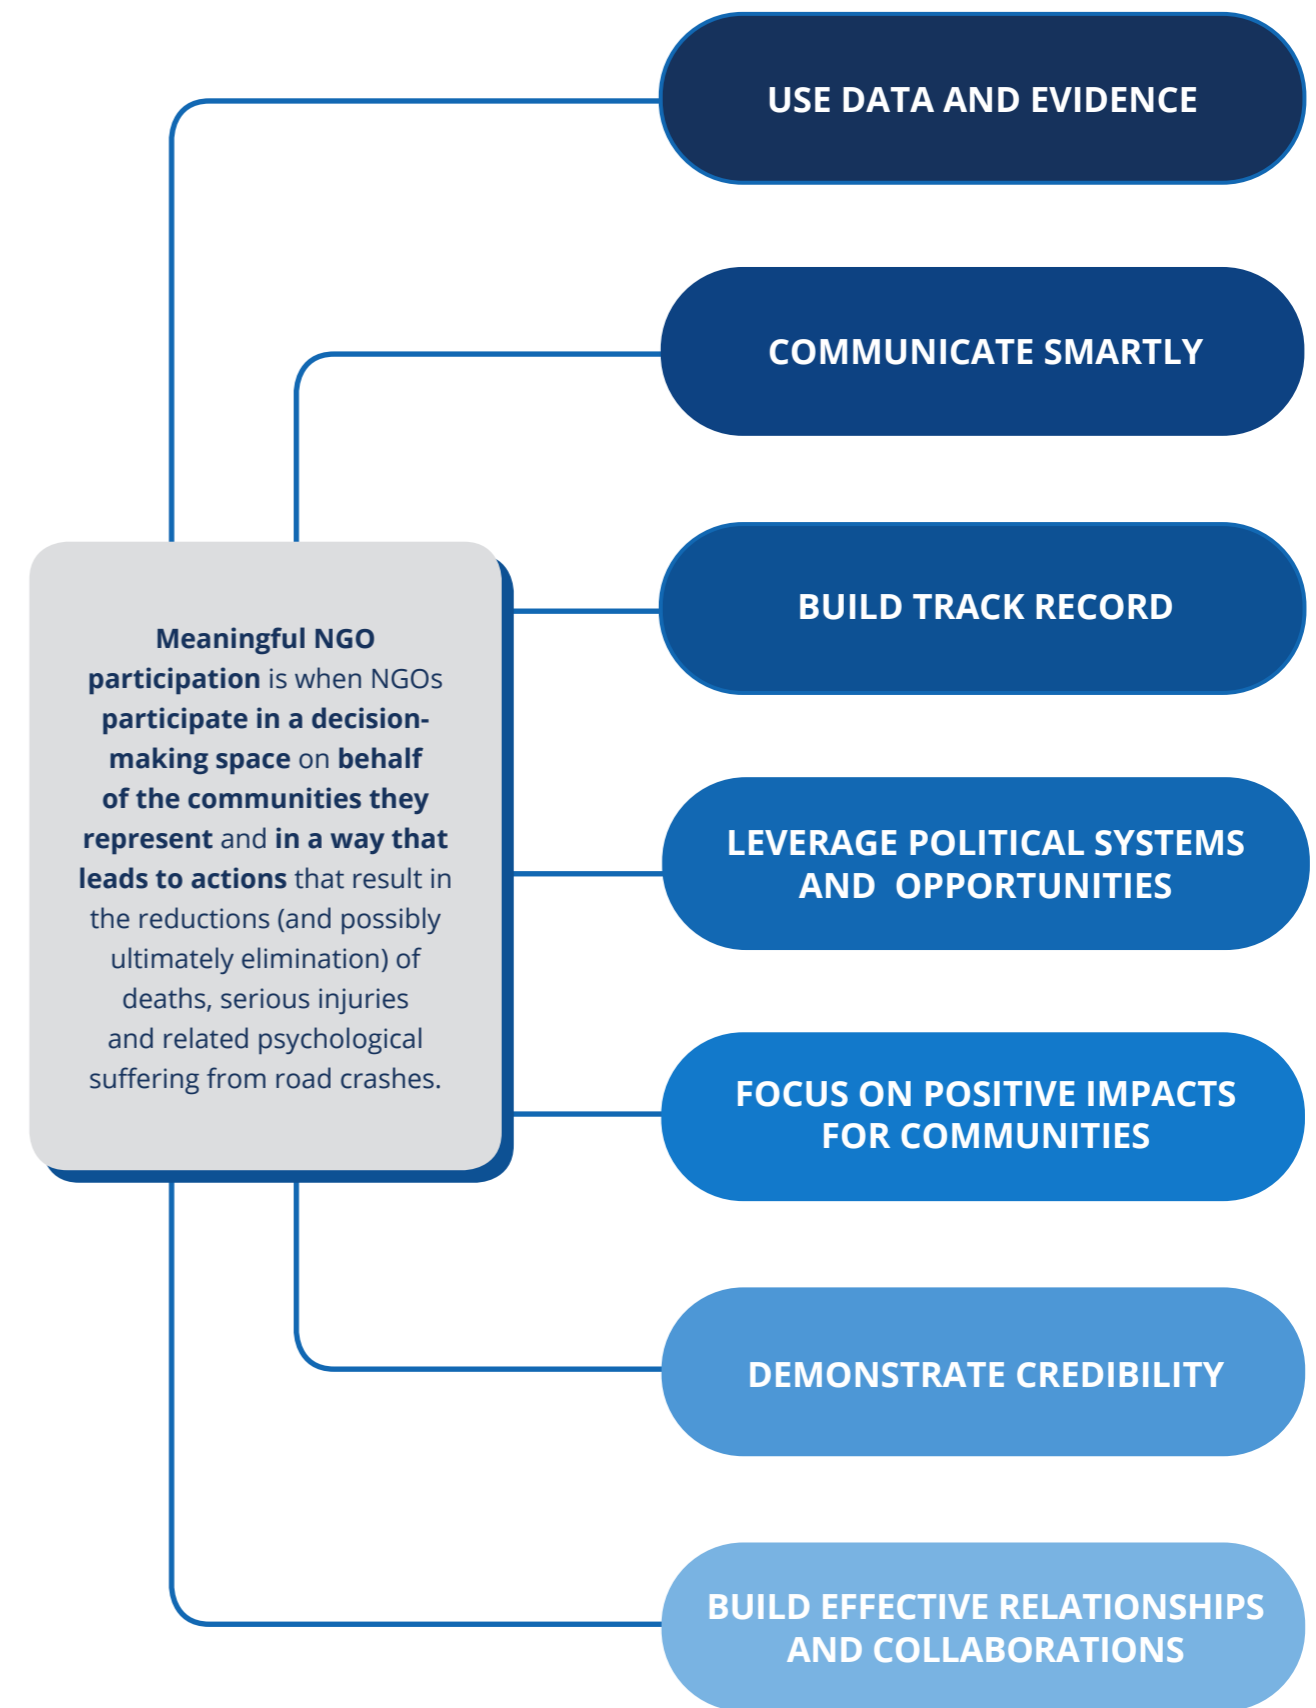 USE DATA AND EVIDENCE
COMMUNICATE SMARTLY
BUILD TRACK RECORD
Meaningful NGO
participation is when NGOs
participate in a decision-
making space on behalf
of the communities they
represent and in a way that
leads to actions that result in
the reductions (and possibly
ultimately elimination) of
deaths, serious injuries
and related psychological
suffering from road crashes.
LEVERAGE POLITICAL SYSTEMS
AND OPPORTUNITIES
FOCUS ON POSITIVE IMPACTS
FOR COMMUNITIES
DEMONSTRATE CREDIBILITY
BUILD EFFECTIVE RELATIONSHIPS
AND COLLABORATIONS